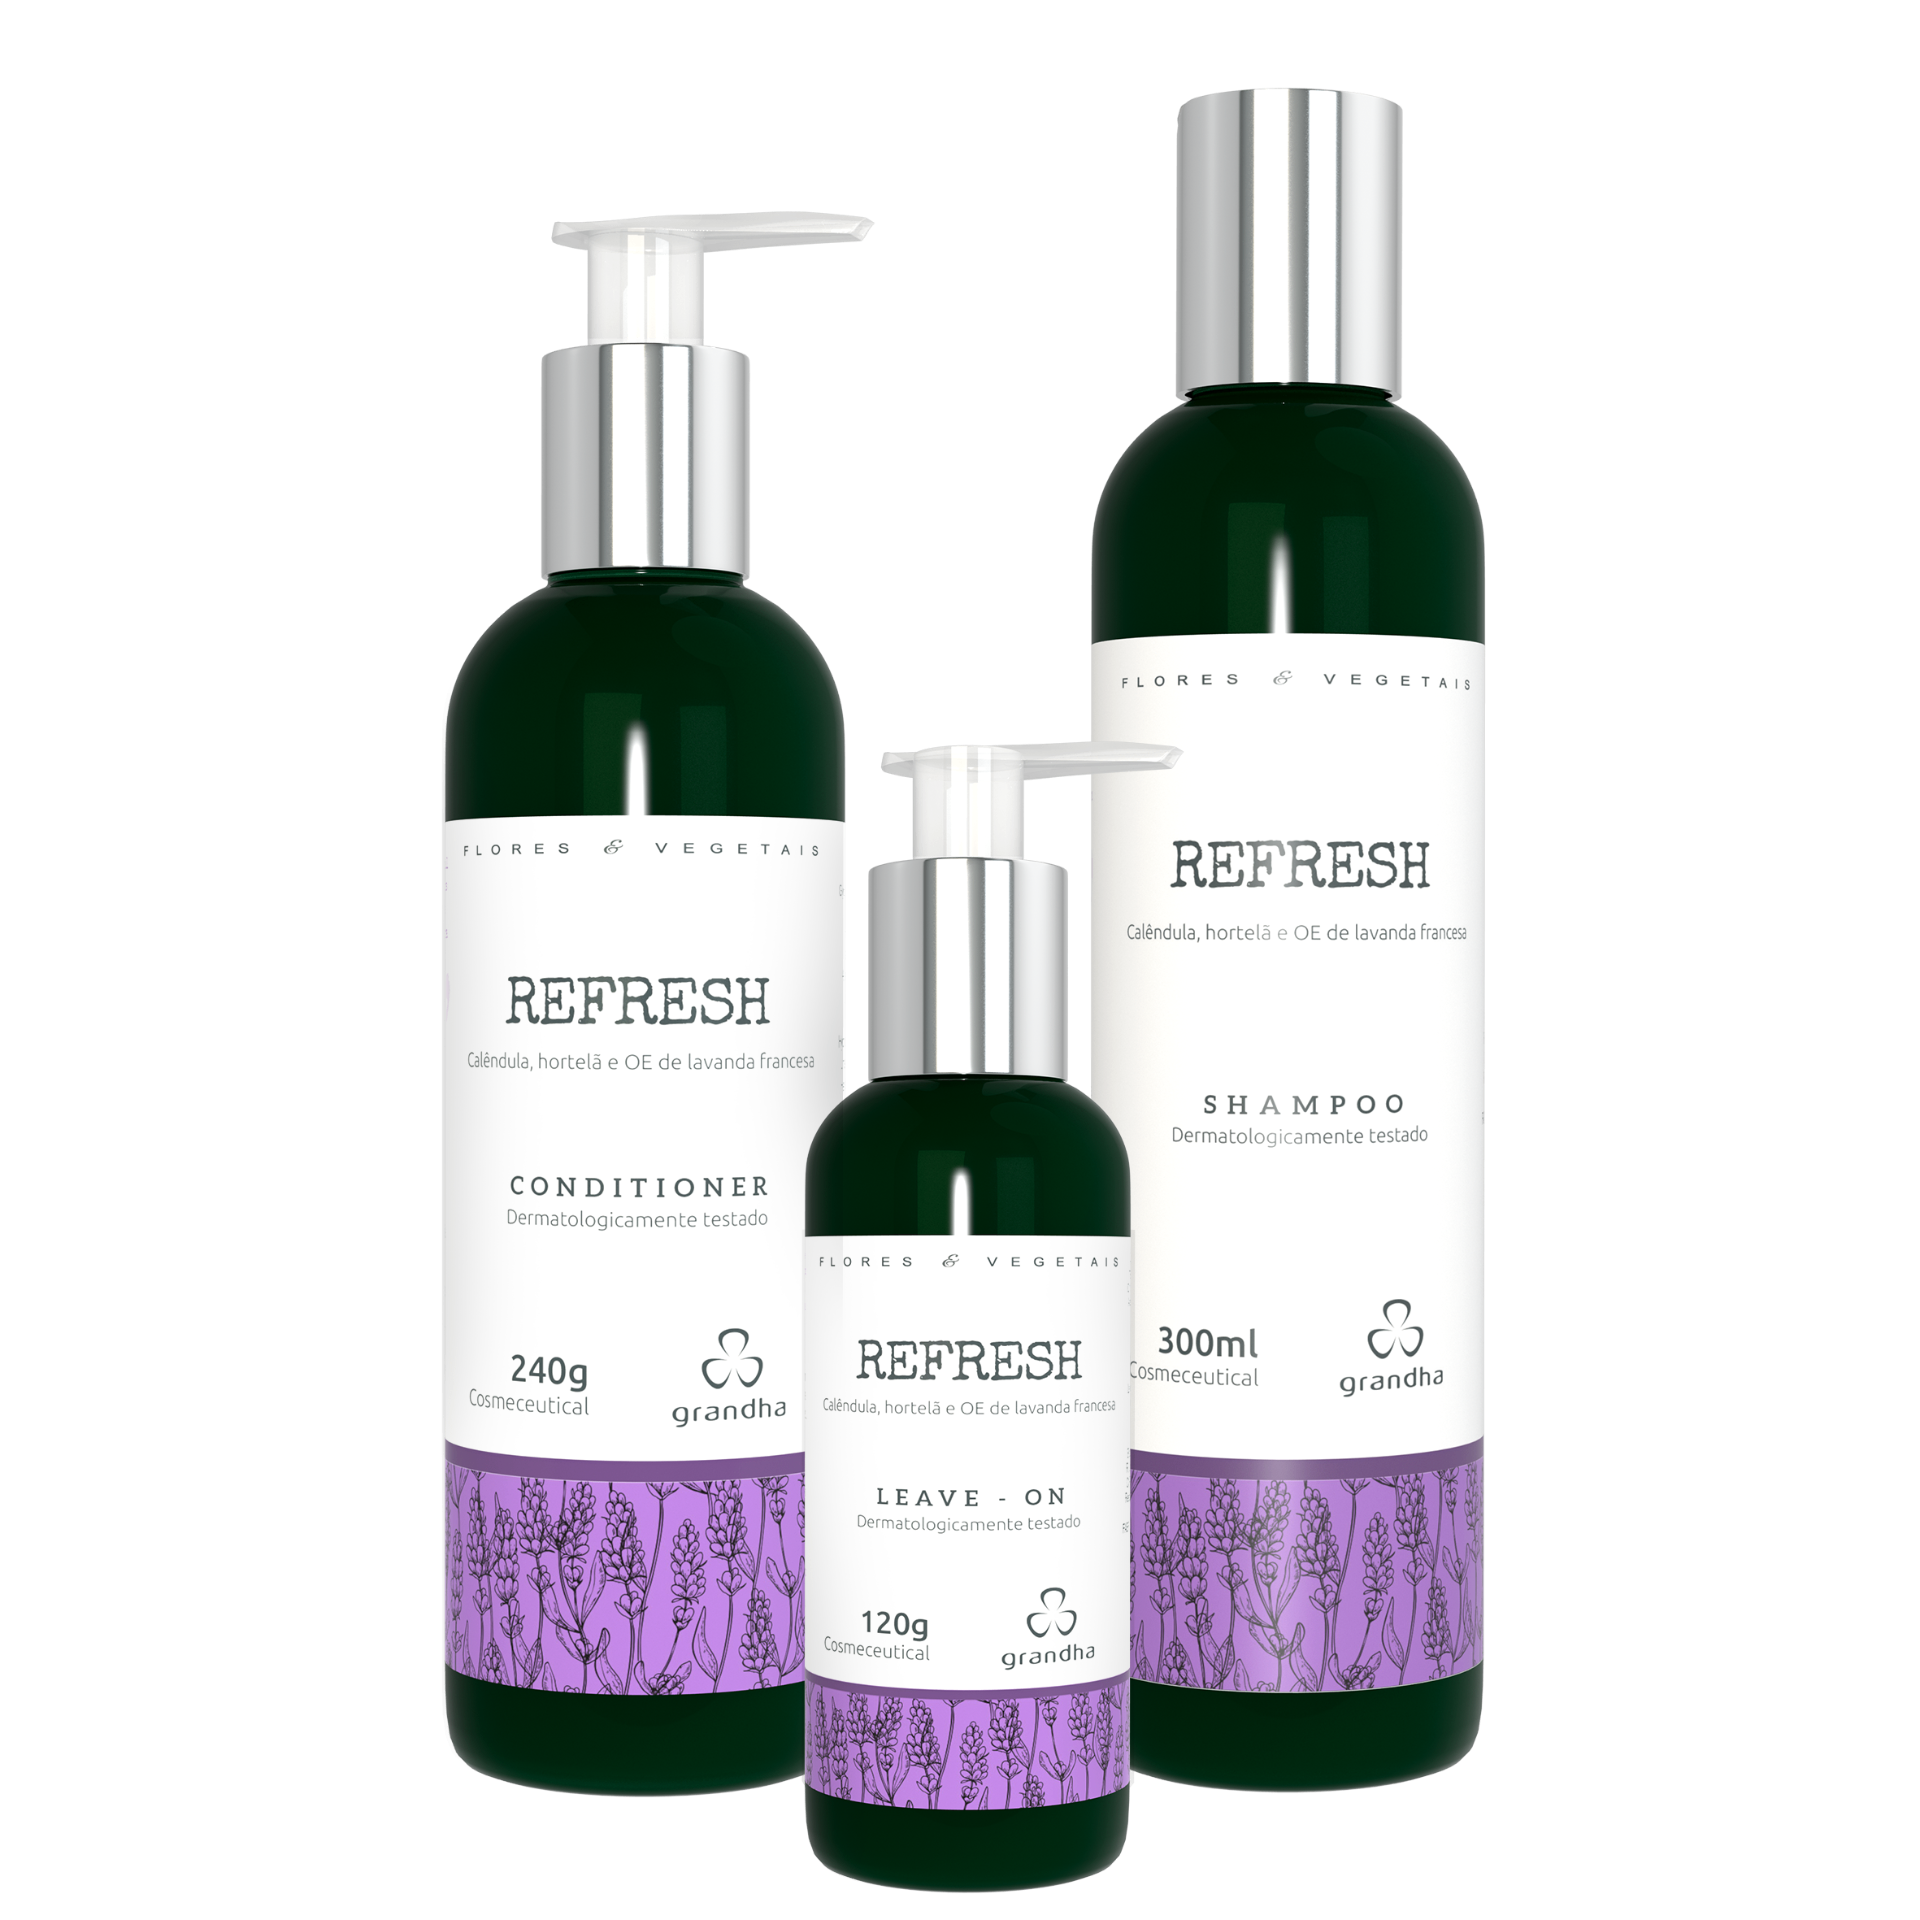 FLORES & VEGETAIS
REFRESH
Calêndula, hortelã e OE de lavanda francesa
CONDITIONER
Dermatologicamente testado
240g
Cosmeceutical
grandha
FLORES & VEGETAIS
REFRESH
Calêndula, hortelã e OE de lavanda francesa
LEAVE - ON
Dermatologicamente testado
120g
Cosmeceutical
grandha
FLORES & VEGETAIS
REFRESH
Calêndula, hortelã e OE de lavanda francesa
SHAMPOO
Dermatologicamente testado
300ml
Cosmeceutical
grandha